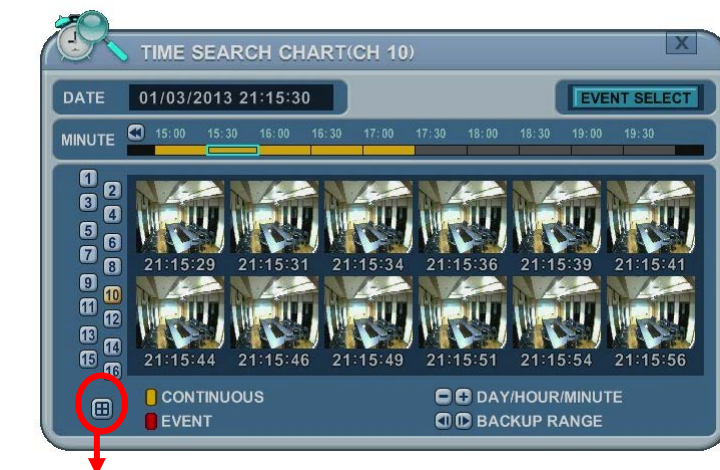 TIME SEARCH CHART(CH 10)
X
DATE 01/03/2013 21:15:30 EVENT SELECT
MINUTE 15:00 15:30 16:00 16:30 17:00 17:30 18:00 18:30 19:00 19:30
1
2
3
4
5
6
7
8
9
10
11
12
13
14
15
16
21:15:29 21:15:31 21:15:34 21:15:36 21:15:39 21:15:41
21:15:44 21:15:46 21:15:49 21:15:51 21:15:54 21:15:56
CONTINUOUS DAY/HOUR/MINUTE
EVENT BACKUP RANGE